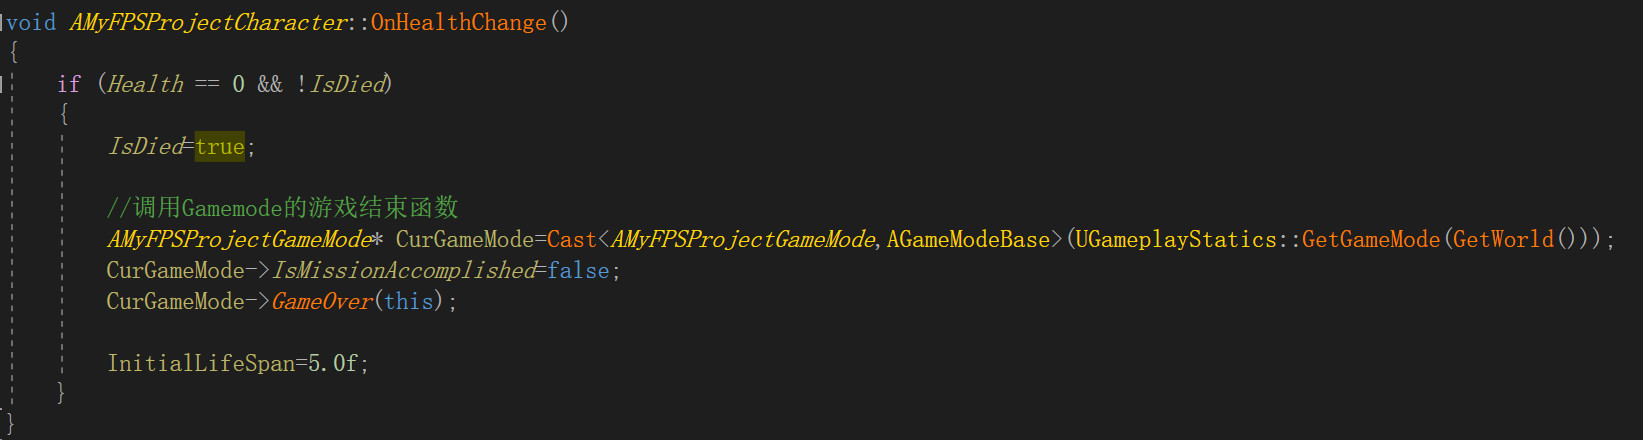 void AMyFPSProjectCharacter::OnHealthChange()
{
if (Health == 0 && !IsDied)
{
IsDied=true;
//调用Gamemode的游戏结束函数
AMyFPSProjectGameMode* CurGameMode=Cast<AMyFPSProjectGameMode,AGameModeBase>(UGameplayStatics::GetGameMode(GetWorld()));
CurGameMode->IsMissionAccomplished=false;
CurGameMode->GameOver(this);
InitialLifeSpan=5.0f;
}
}